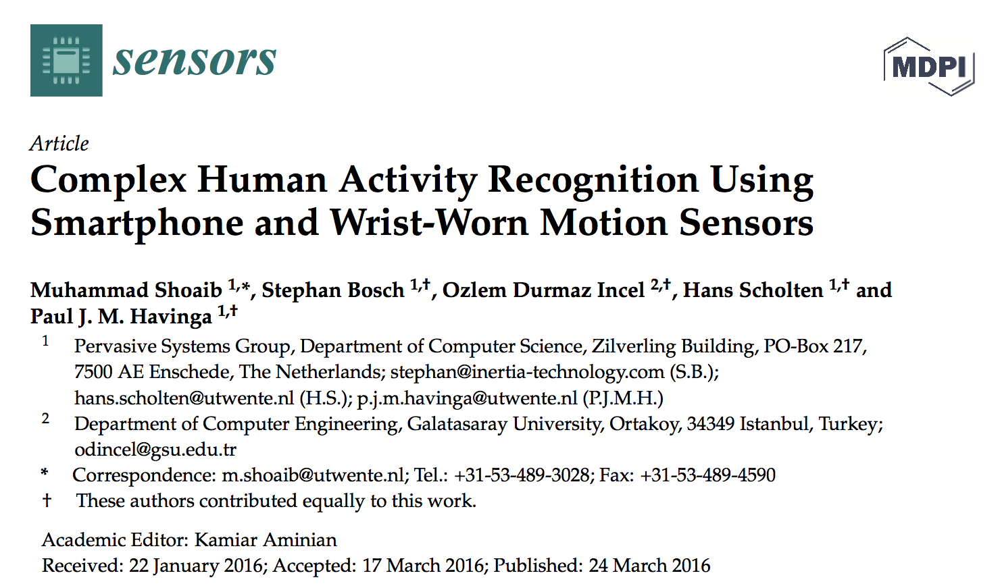 sensors
MDPI
Article
Complex Human Activity Recognition Using
Smartphone and Wrist-Worn Motion Sensors
Muhammad Shoaib 1,*, Stephan Bosch 1,†, Ozlem Durmaz Incel 2,†, Hans Scholten 1,† and
Paul J. M. Havinga 1,†
1 Pervasive Systems Group, Department of Computer Science, Zilverling Building, PO-Box 217,
7500 AE Enschede, The Netherlands; stephan@inertia-technology.com (S.B.);
hans.scholten@utwente.nl (H.S.); p.j.m.havinga@utwente.nl (P.J.M.H.)
2 Department of Computer Engineering, Galatasaray University, Ortakoy, 34349 Istanbul, Turkey;
odincel@gsu.edu.tr
* Correspondence: m.shoaib@utwente.nl; Tel.: +31-53-489-3028; Fax: +31-53-489-4590
† These authors contributed equally to this work.
Academic Editor: Kamiar Aminian
Received: 22 January 2016; Accepted: 17 March 2016; Published: 24 March 2016